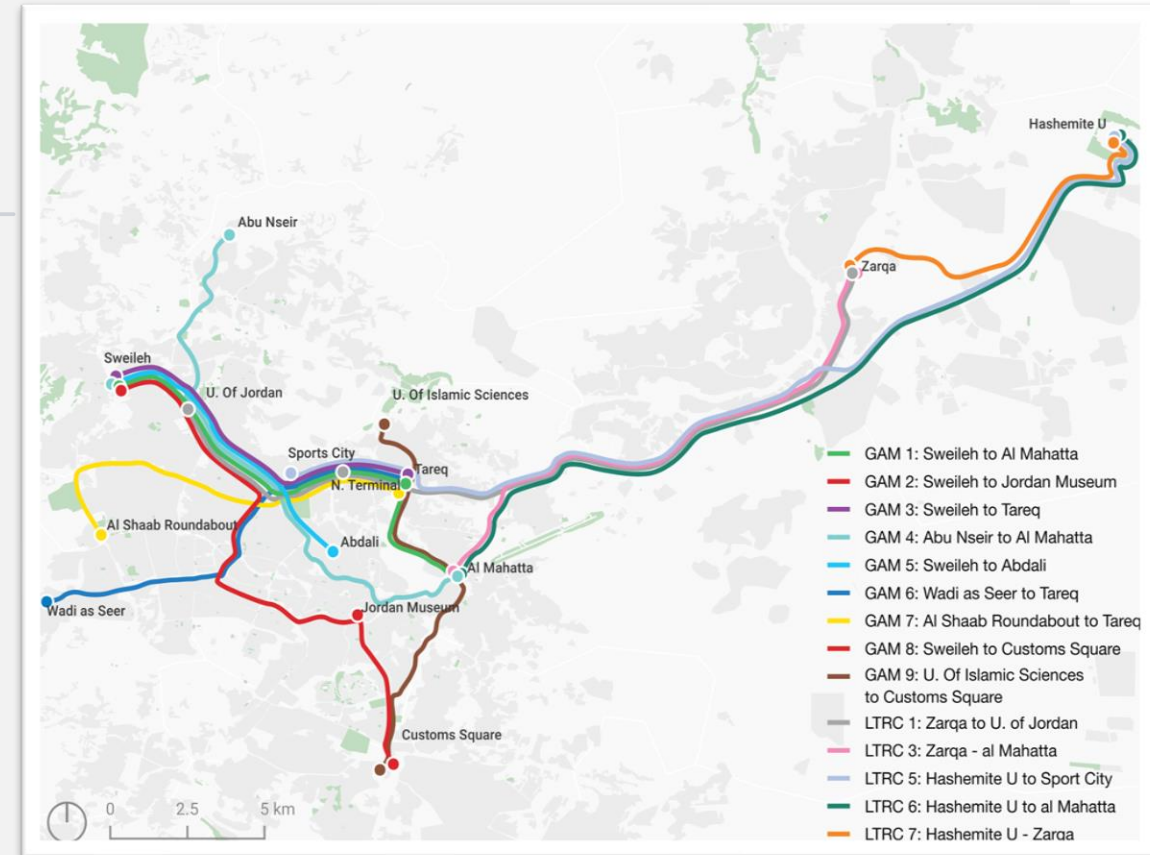 Hashemite U
Abu Nseir
Zarqa
Sweileh
U. Of Jordan
U. Of Islamic Sciences
Sports City
Tareq
N. Terminal
Al Shaab Roundabout
Abdali
Al Mahatta
Wadi as Seer
Jordan Museum
Customs Square
0 2.5 5 km
GAM 1: Sweileh to Al Mahatta
GAM 2: Sweileh to Jordan Museum
GAM 3: Sweileh to Tareq
GAM 4: Abu Nseir to Al Mahatta
GAM 5: Sweileh to Abdali
GAM 6: Wadi as Seer to Tareq
GAM 7: Al Shaab Roundabout to Tareq
GAM 8: Sweileh to Customs Square
GAM 9: U. Of Islamic Sciences
to Customs Square
LTRC 1: Zarqa to U. of Jordan
LTRC 3: Zarqa - al Mahatta
LTRC 5: Hashemite U to Sport City
LTRC 6: Hashemite U to al Mahatta
LTRC 7: Hashemite U - Zarqa